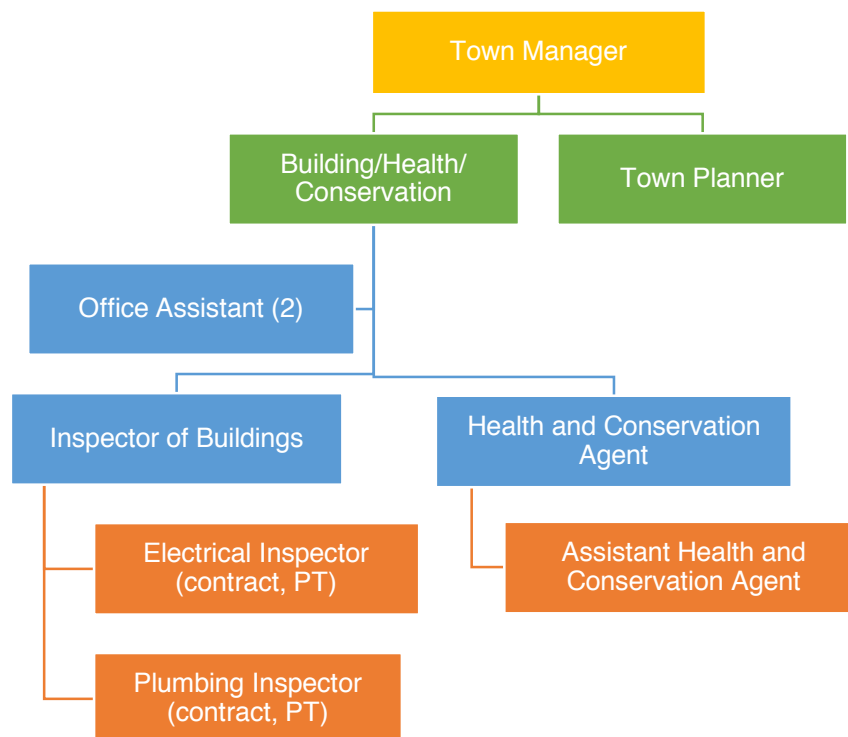 Town Manager
Building/Health/
Conservation
Town Planner
Office Assistant (2)
Inspector of Buildings
Health and Conservation
Agent
Electrical Inspector
(contract, PT)
Assistant Health and
Conservation Agent
Plumbing Inspector
(contract, PT)